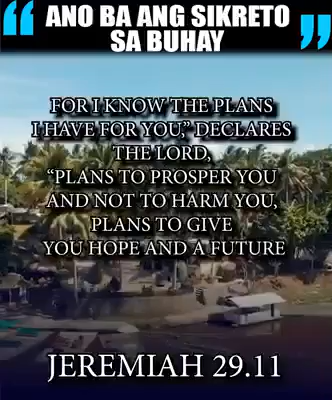 “ ANO BA ANG SIKRETO ”
SA BUHAY
FOR I KNOW THE PLANS
I HAVE FOR YOU,” DECLARES
THE LORD,
“PLANS TO PROSPER YOU
AND NOT TO HARM YOU,
PLANS TO GIVE
YOU HOPE AND A FUTURE
JEREMIAH 29.11